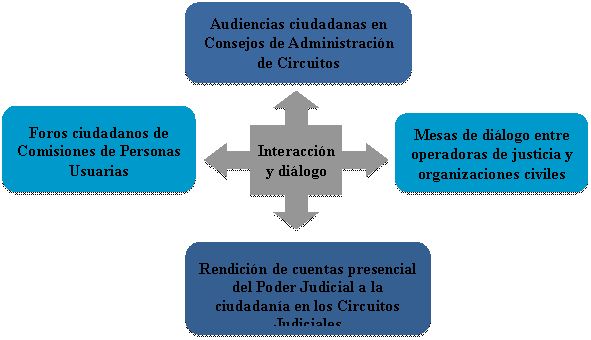 Audiencias ciudadanas en
Consejos de Administración
de Circuitos
Foros ciudadanos de
Comisiones de Personas
Usuarias
Interacción
y diálogo
Mesas de diálogo entre
operadoras de justicia y
organizaciones civiles
Rendición de cuentas presencial
del Poder Judicial a la
ciudadanía en los Circuitos
Judiciales